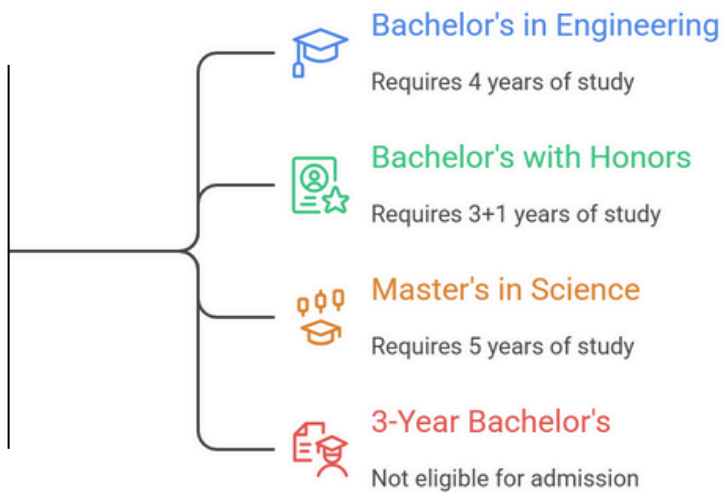 Bachelor's in Engineering
Requires 4 years of study
Bachelor's with Honors
Requires 3+1 years of study
Master's in Science
Requires 5 years of study
3-Year Bachelor's
Not eligible for admission